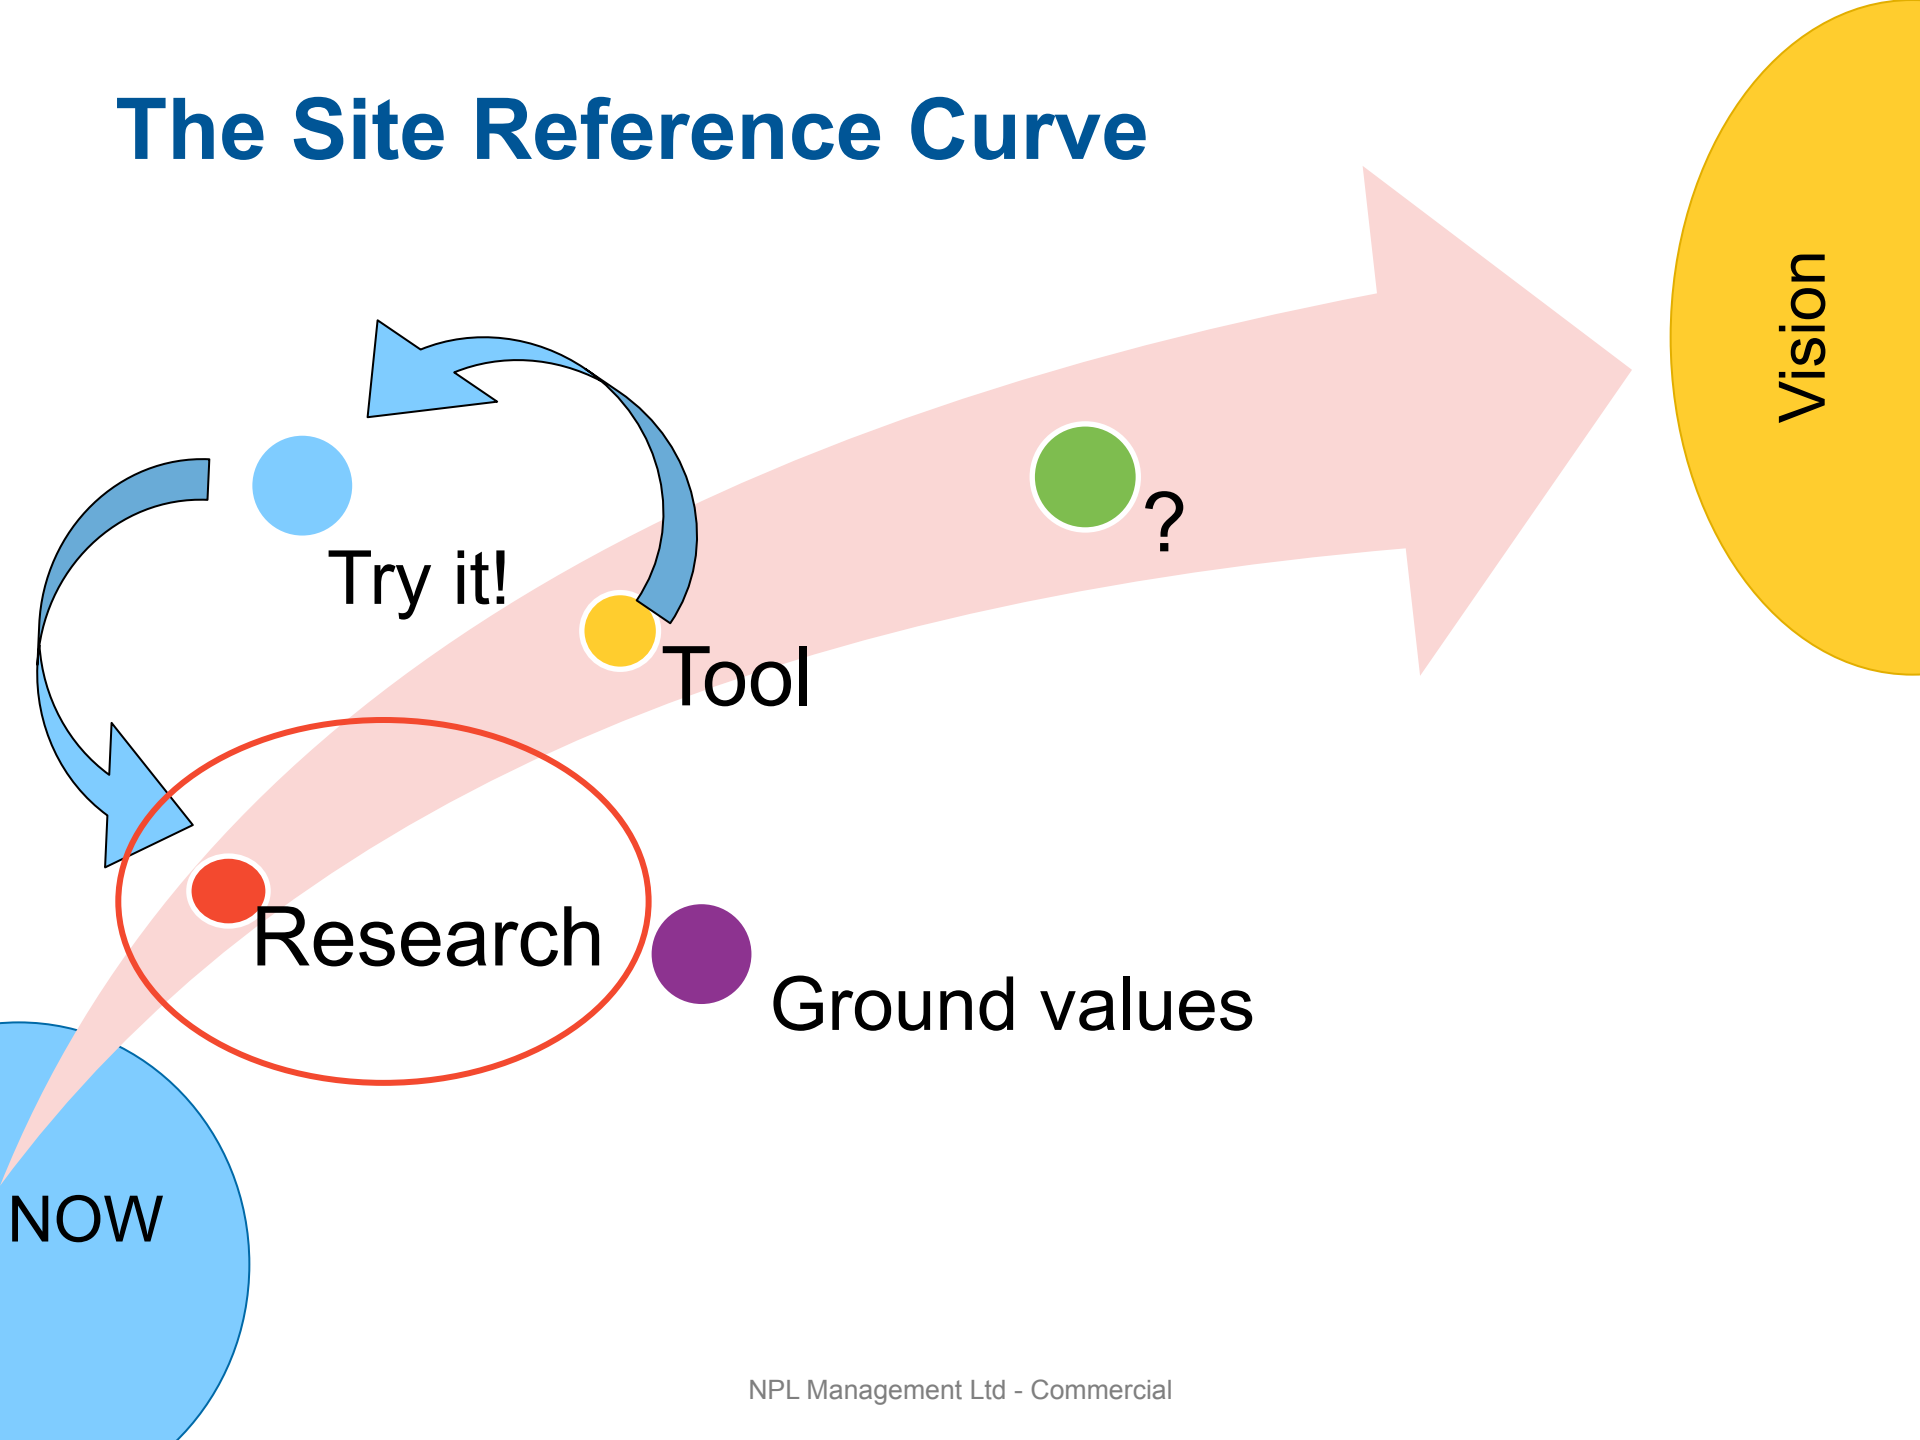 The Site Reference Curve
Vision
?
Try it!
Tool
Research
Ground values
NOW
NPL Management Ltd - Commercial